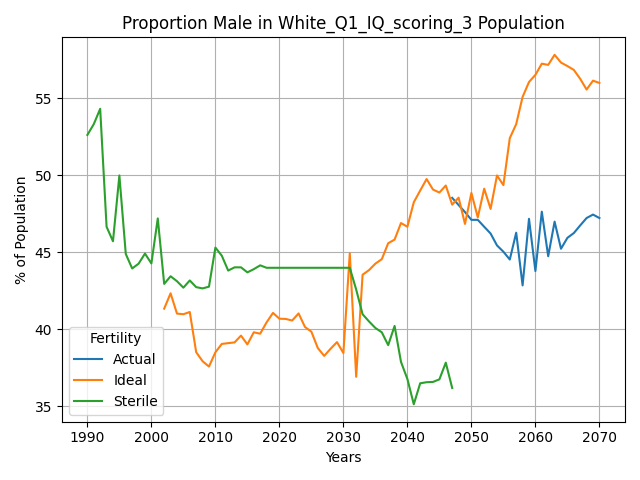 Proportion Male in White_Q1_IQ_scoring_3 Population
% of Population
55
50
45
40
35
Fertility
Actual
Ideal
Sterile
1990 2000 2010 2020 2030 2040 2050 2060 2070
Years